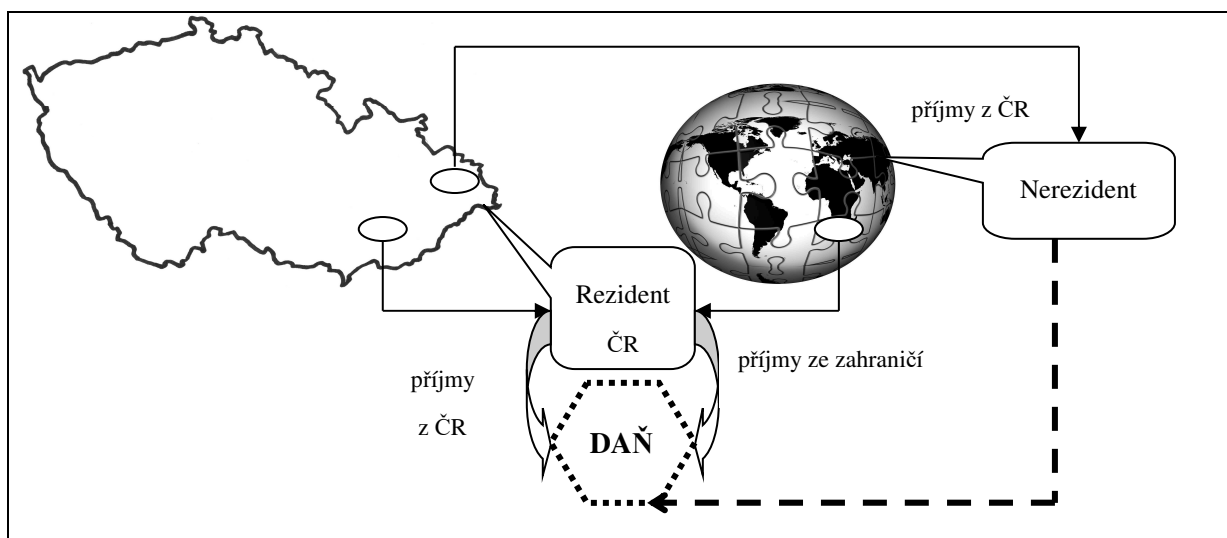 příjmy z ČR
Nerezident
Rezident
ČR
příjmy ze zahraničí
příjmy
z ČR
DAŇ